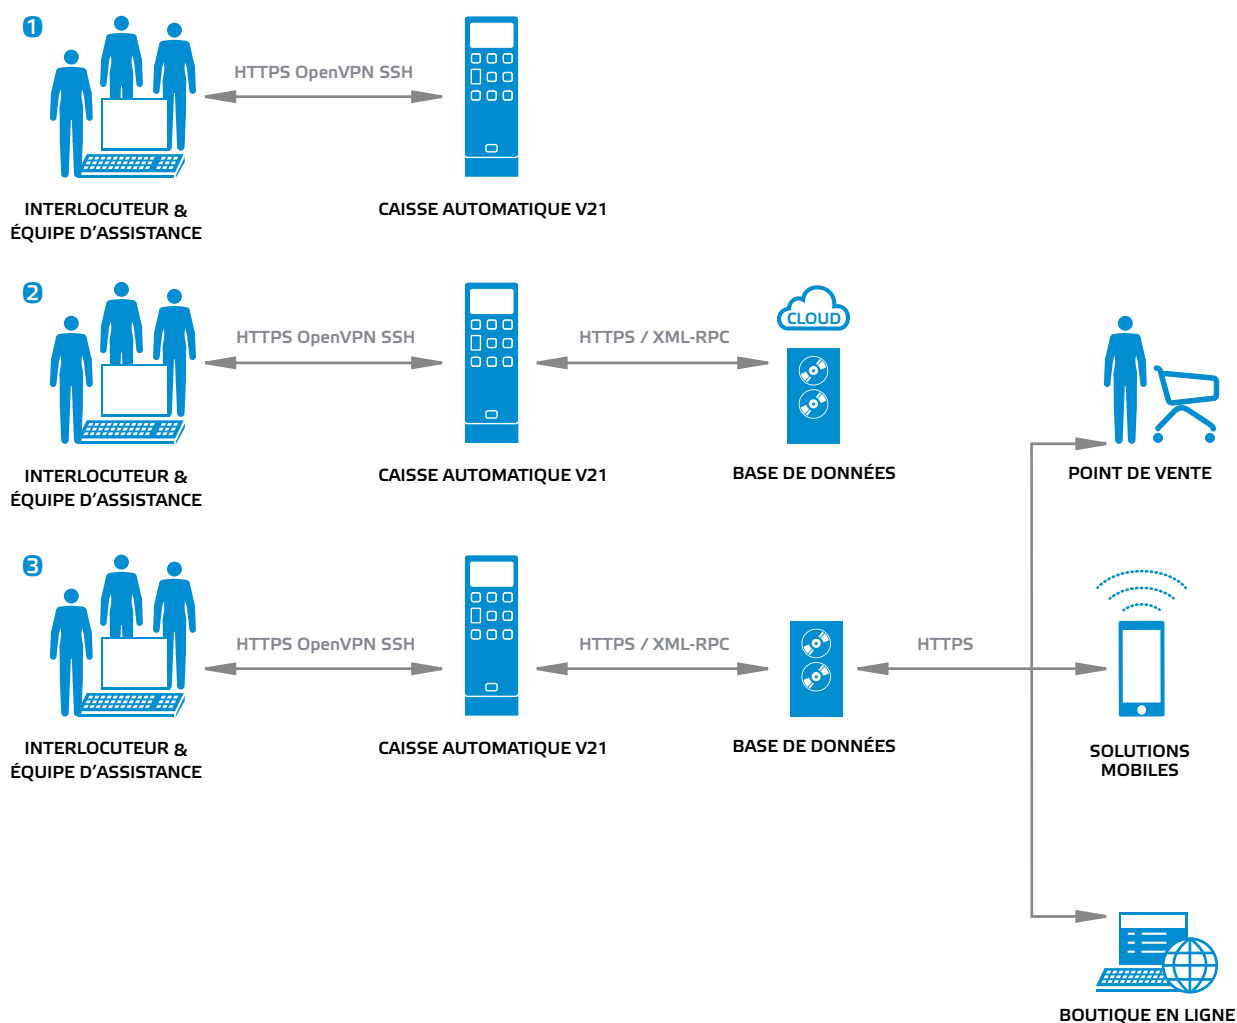 1
HTTPS OpenVPN SSH
INTERLOCUTEUR &
ÉQUIPE D'ASSISTANCE
CAISSE AUTOMATIQUE V21
2
HTTPS OpenVPN SSH
HTTPS / XML-RPC
CLOUD
INTERLOCUTEUR &
ÉQUIPE D'ASSISTANCE
CAISSE AUTOMATIQUE V21
BASE DE DONNÉES
POINT DE VENTE
3
HTTPS OpenVPN SSH
HTTPS / XML-RPC
HTTPS
INTERLOCUTEUR &
ÉQUIPE D'ASSISTANCE
CAISSE AUTOMATIQUE V21
BASE DE DONNÉES
SOLUTIONS
MOBILES
BOUTIQUE EN LIGNE